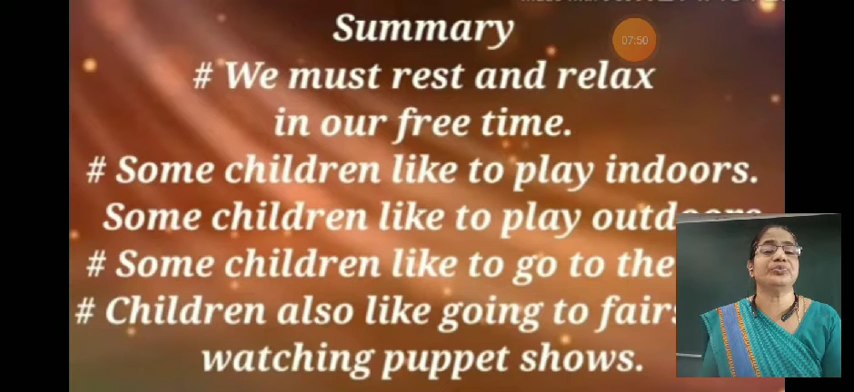 Summary
07:50
# We must rest and relax
in our free time.
# Some children like to play indoors.
Some children like to play outdoors
# Some children like to go to the
# Children also like going to fairs
watching puppet shows.